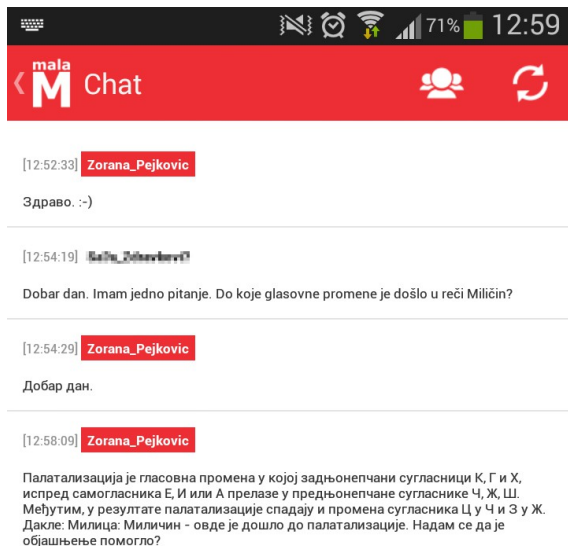 71% 12:59
mala
M Chat
[12:52:33] Zorana_Pejkovic
Здраво. :-)
[12:54:19]
Dobar dan. Imam jedno pitanje. Do koje glasovne promene je došlo u reči Miličin?
[12:54:29] Zorana_Pejkovic
Добар дан.
[12:58:09] Zorana_Pejkovic
Палатализација је гласовна промена у којој задњонепчани сугласници К, Г и Х,
испред самогласника Е, И или А прелазе у предњонепчане сугласнике Ч, Ж, Ш.
Међутим, у резултате палатализације спадају и промена сугласника Ц у Ч и З у Ж.
Дакле: Милица: Миличин - овде је дошло до палатализације. Надам се да је
објашњење помогло?